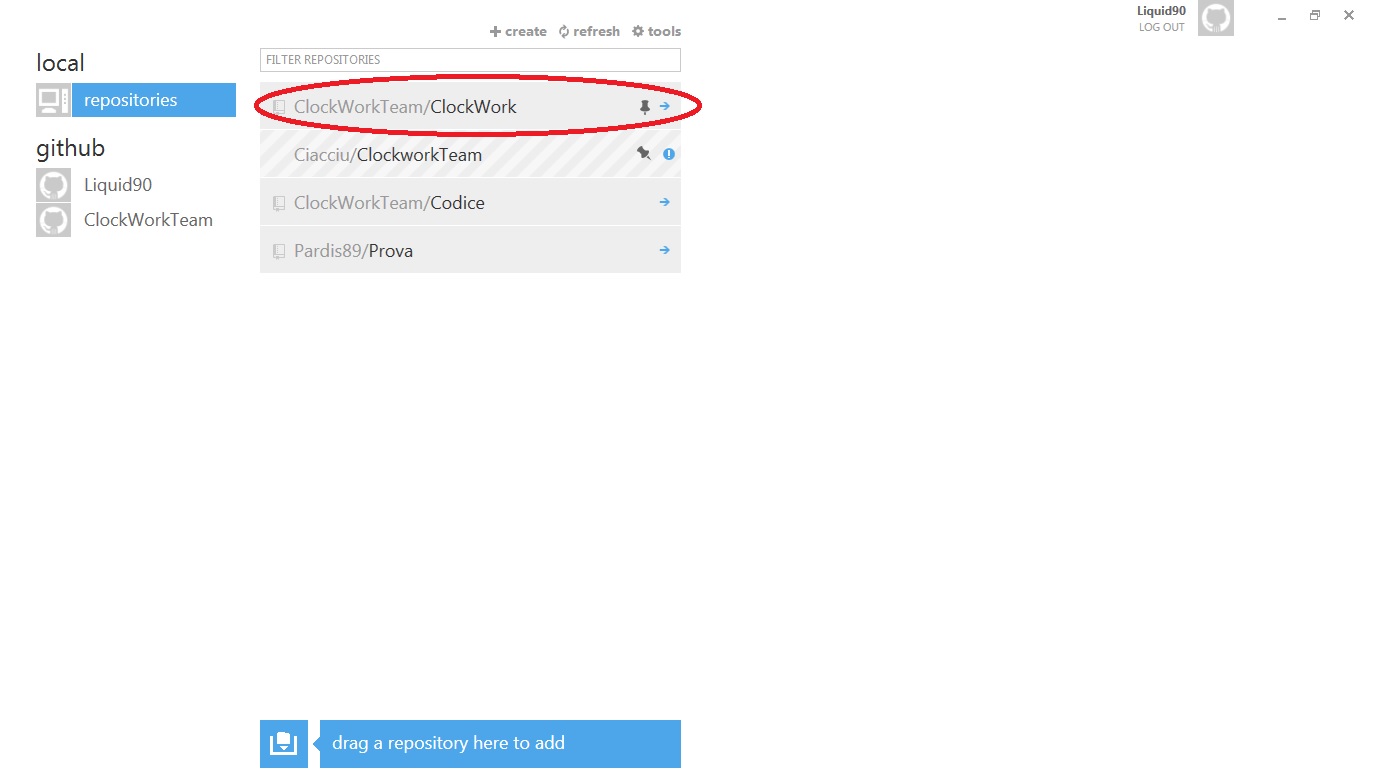 Liquid90
LOG OUT
create refresh tools
local
FILTER REPOSITORIES
repositories
ClockWorkTeam/ClockWork
github
Ciacciu/ClockworkTeam
Liquid90
ClockWorkTeam/Codice
ClockWorkTeam
Pardis89/Prova
drag a repository here to add